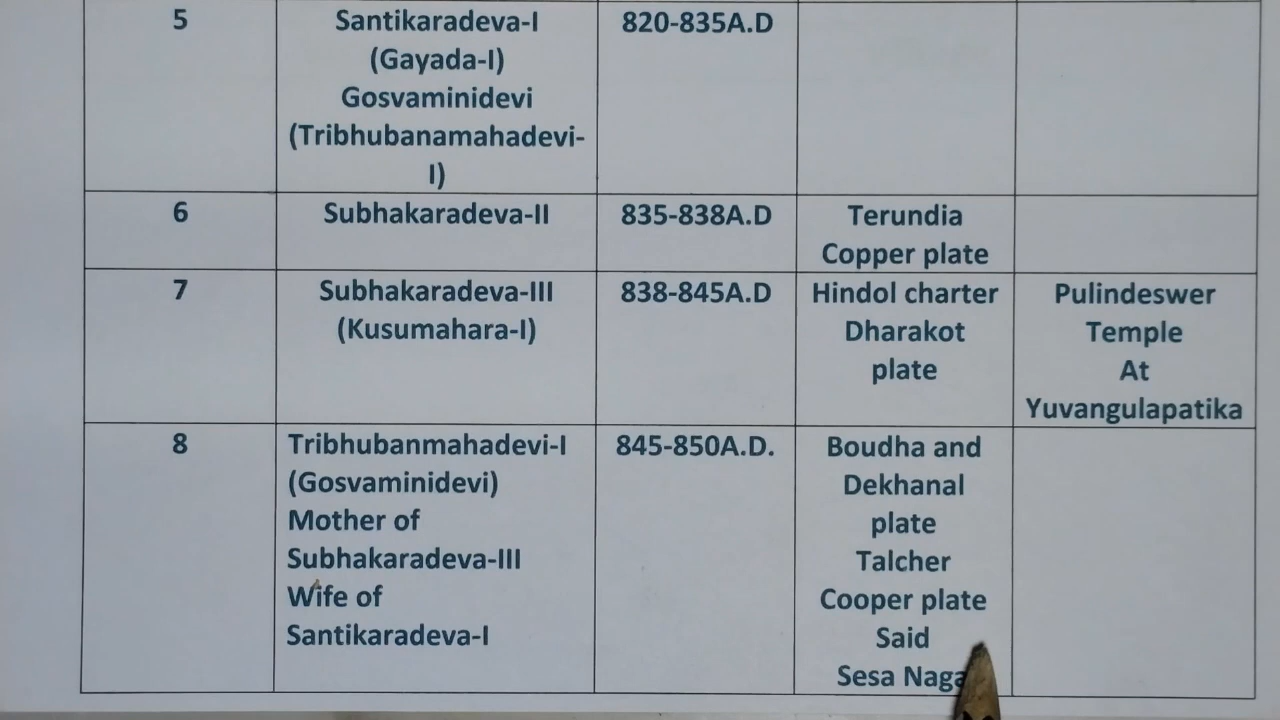 5
Santikaradeva-I
(Gayada-I)
Gosvaminidevi
(Tribhubanamahadevi-
I)
820-835A.D
6
Subhakaradeva-II
835-838A.D
Terundia
Copper plate
7
Subhakaradeva-III
(Kusumahara-I)
838-845A.D
Hindol charter
Dharakot
plate
Pulindeswer
Temple
At
Yuvangulapatika
8
Tribhubanmahadevi-I
(Gosvaminidevi)
Mother of
Subhakaradeva-III
Wife of
Santikaradeva-I
845-850A.D.
Boudha and
Dekhanal
plate
Talcher
Cooper plate
Said
Sesa Naga